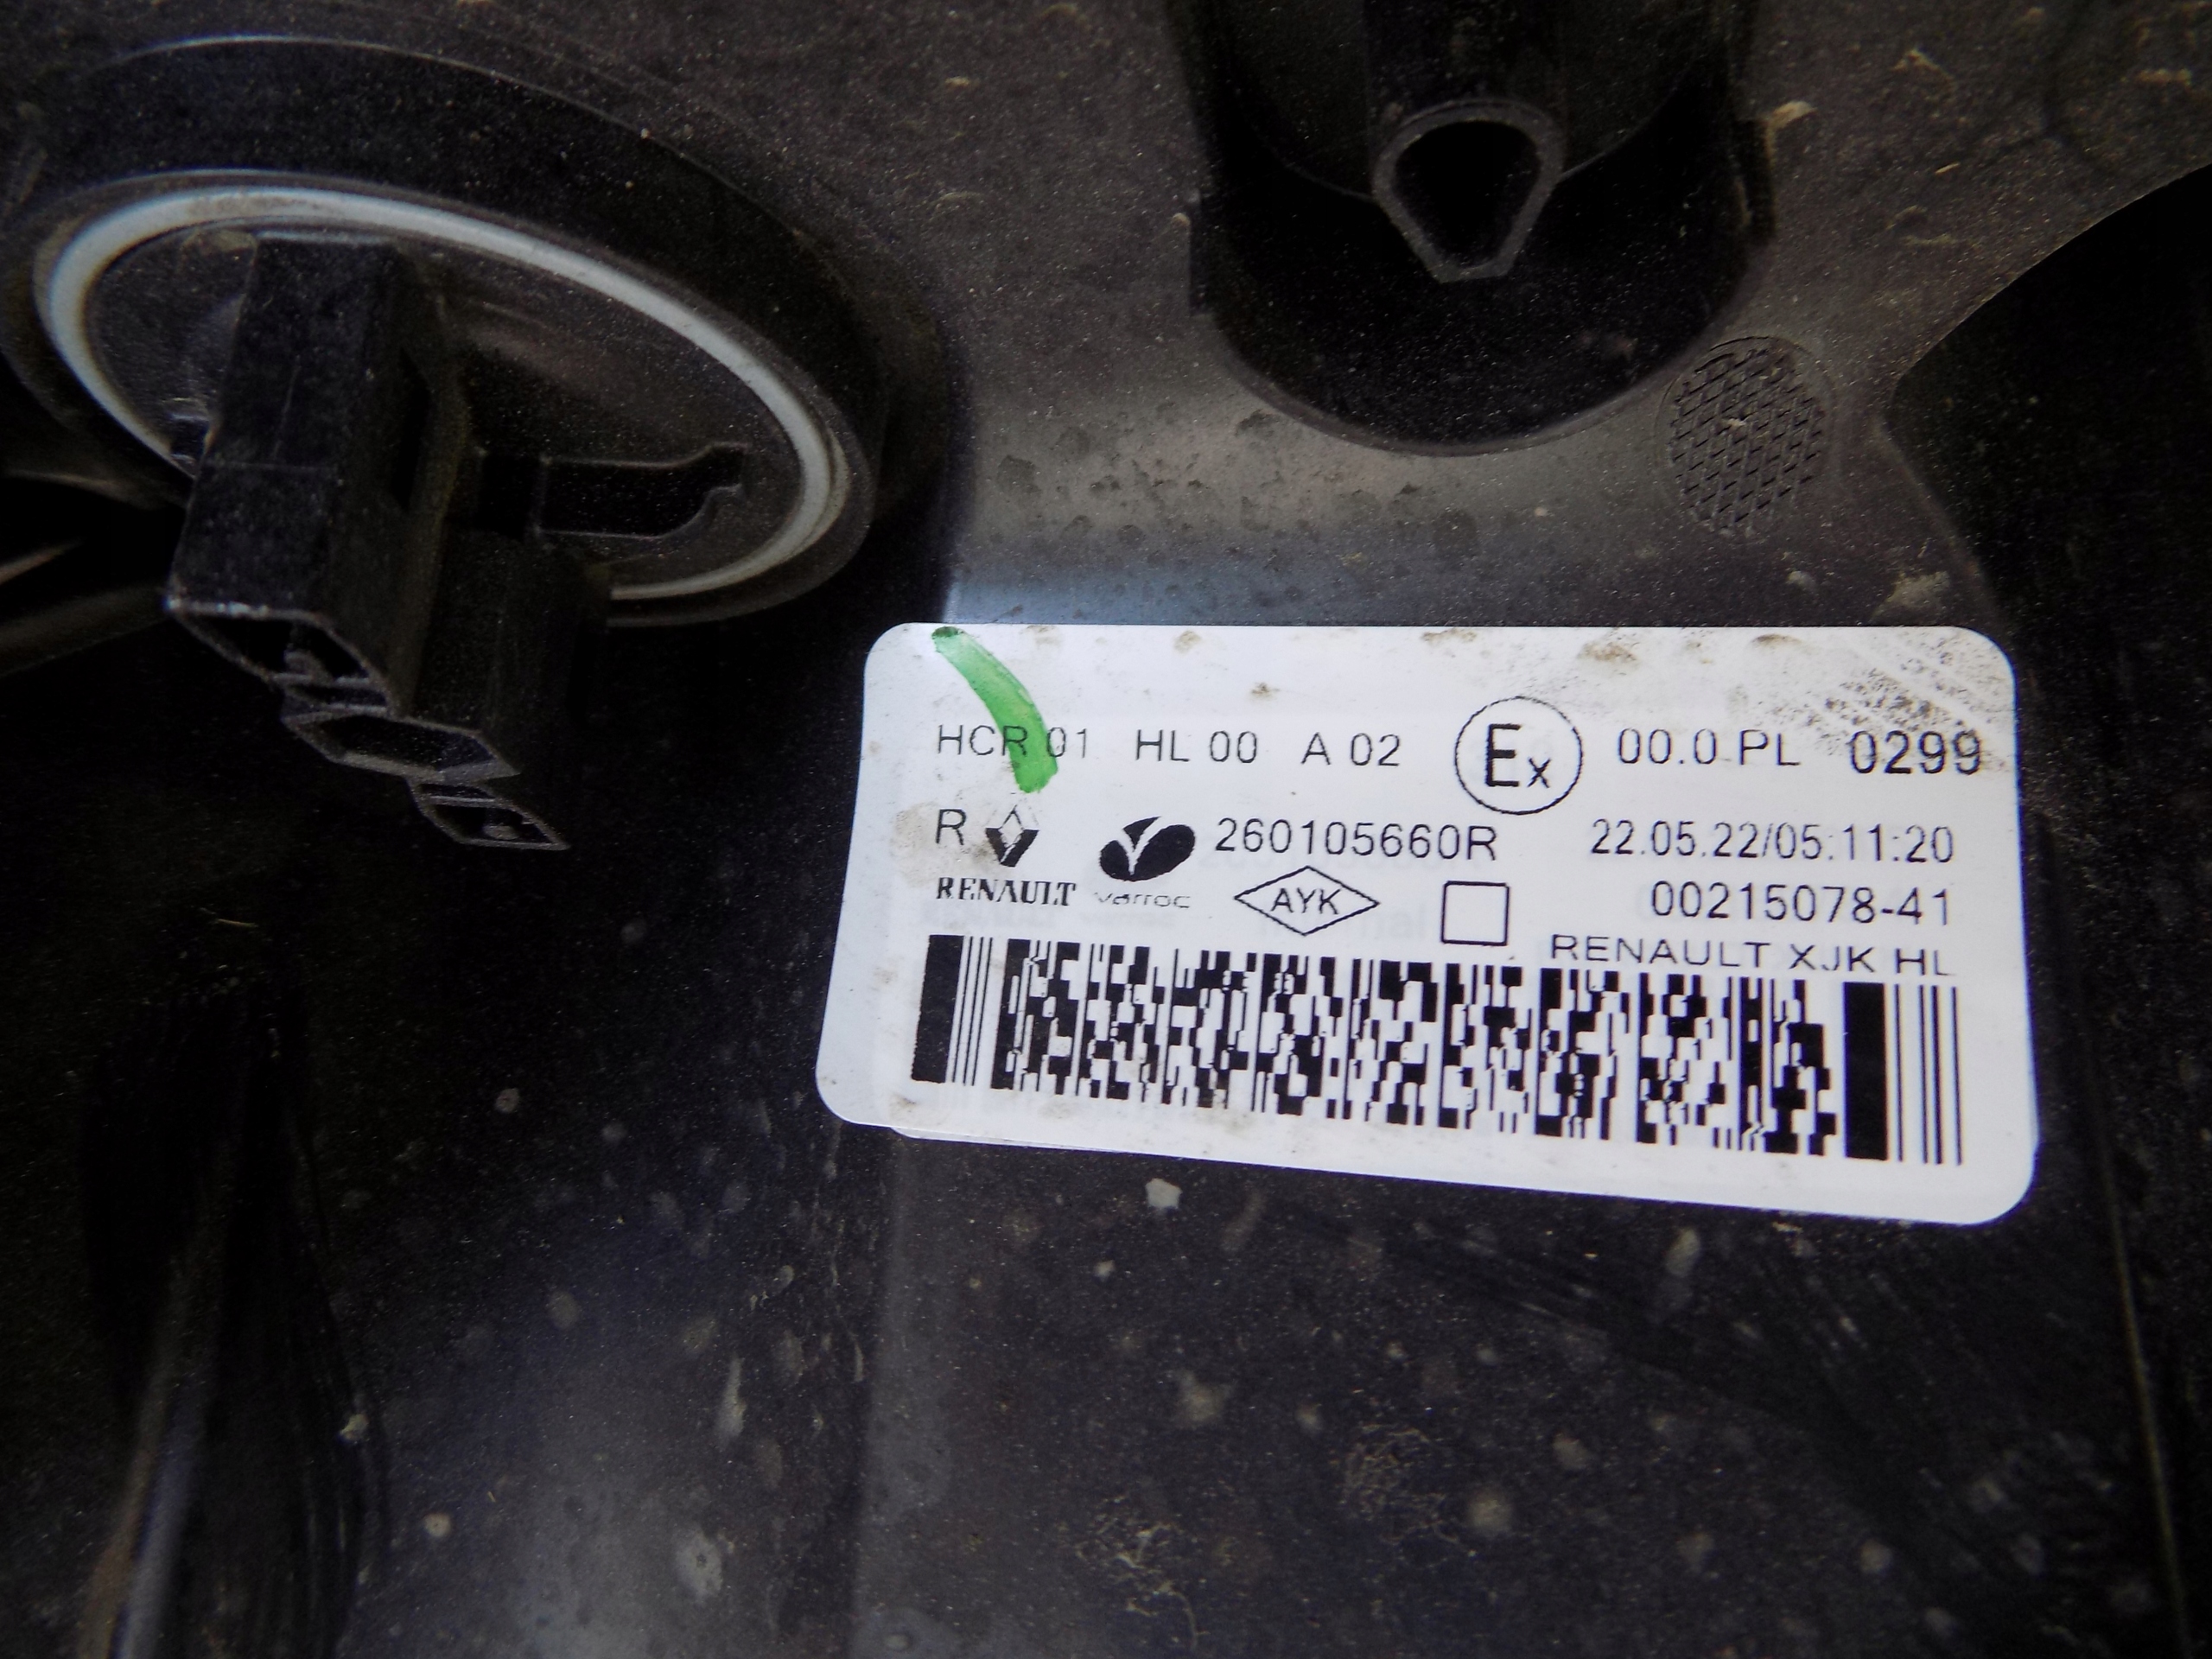 HCR 01 HL 00 A 02 Ex 00.0 PL 0299
R 260105660R 22.05.22/05:11:20
RENAULT varroc AYK 00215078-41
RENAULT XJK HL